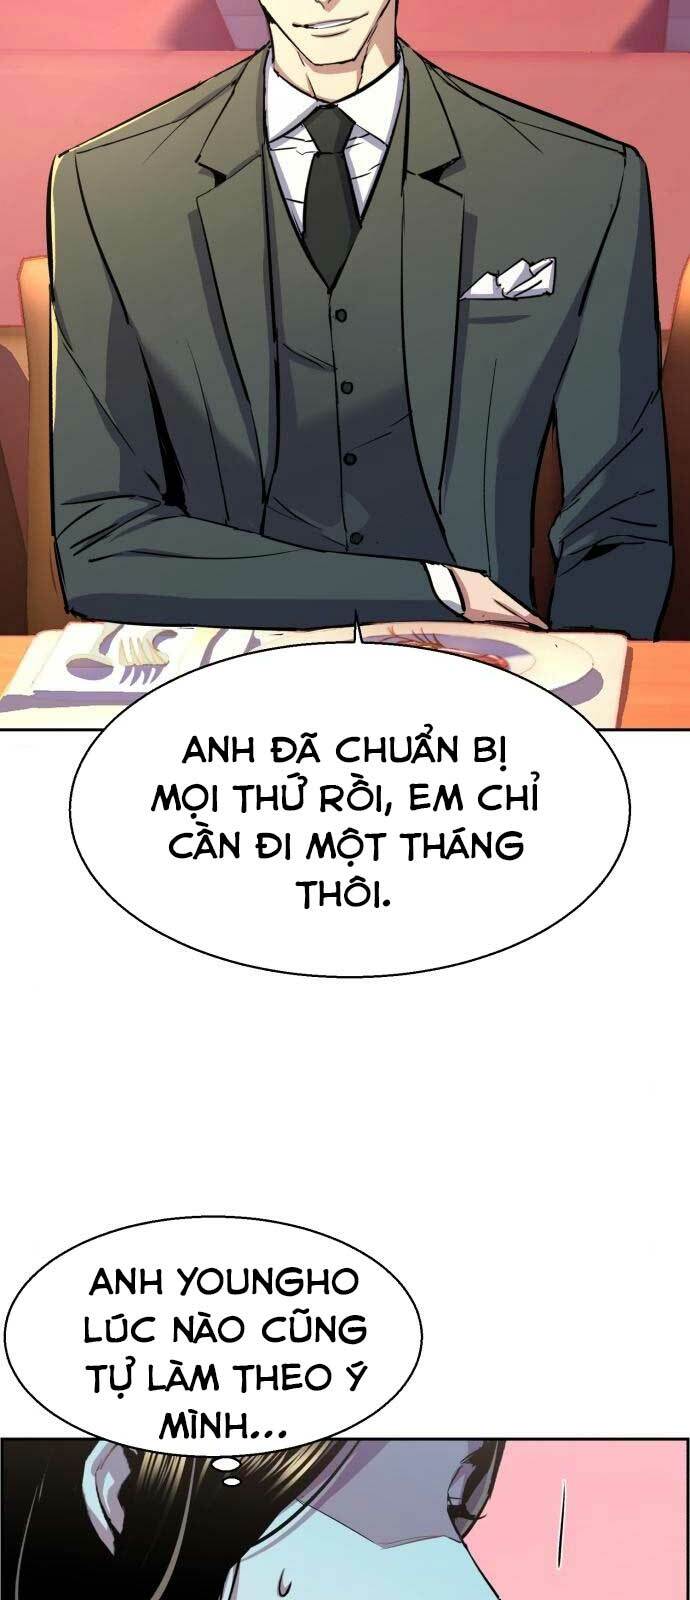 ANH ĐÃ CHUẨN BỊ
MỌI THỨ RỒI, EM CHỈ
CẦN ĐI MỘT THÁNG
THÔI.
ANH YOUNGHO
LÚC NÀO CŨNG
TỰ LÀM THEO Ý
MÌNH...